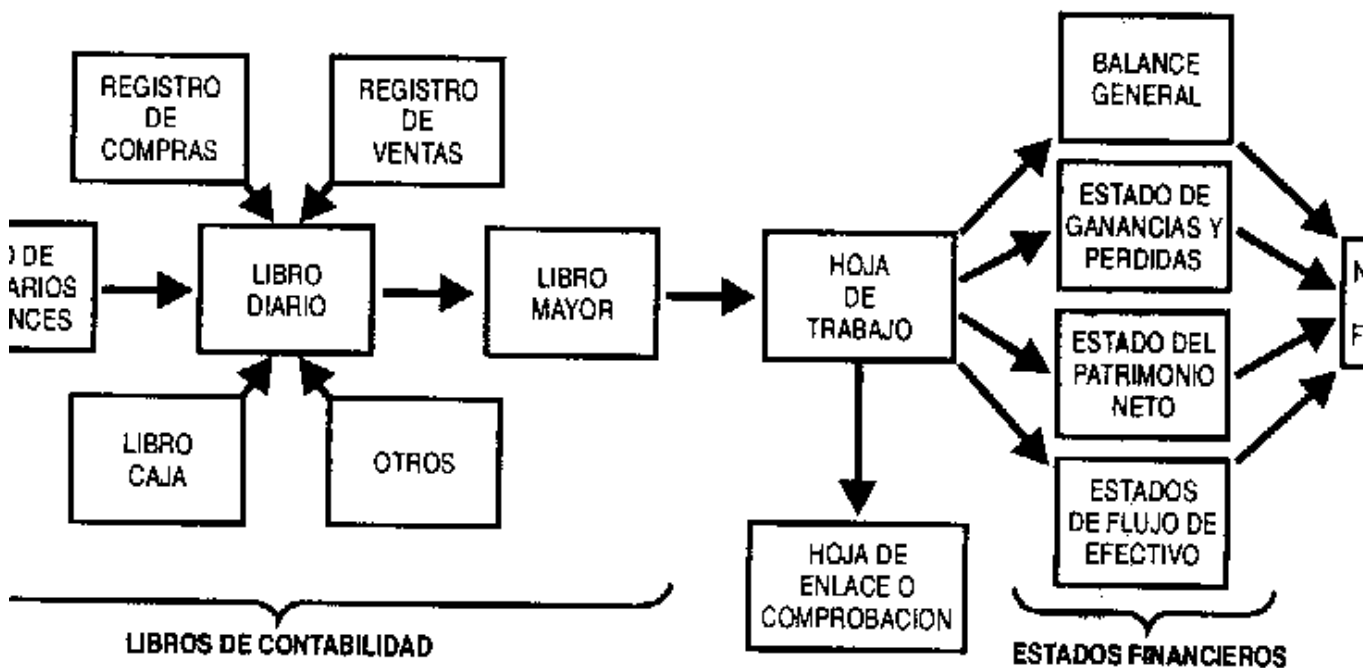 REGISTRO
DE
COMPRAS
REGISTRO
DE
VENTAS
BALANCE
GENERAL
DE
LIBRO
DIARIO
LIBRO
MAYOR
HOJA
DE
TRABAJO
ESTADO DE
GANANCIAS Y
PERDIDAS
ESTADO DEL
PATRIMONIO
NETO
LIBRO
CAJA
OTROS
HOJA DE
ENLACE O
COMPROBACION
ESTADOS
DE FLUJO DE
EFECTIVO
LIBROS DE CONTABILIDAD
ESTADOS FINANCIEROS